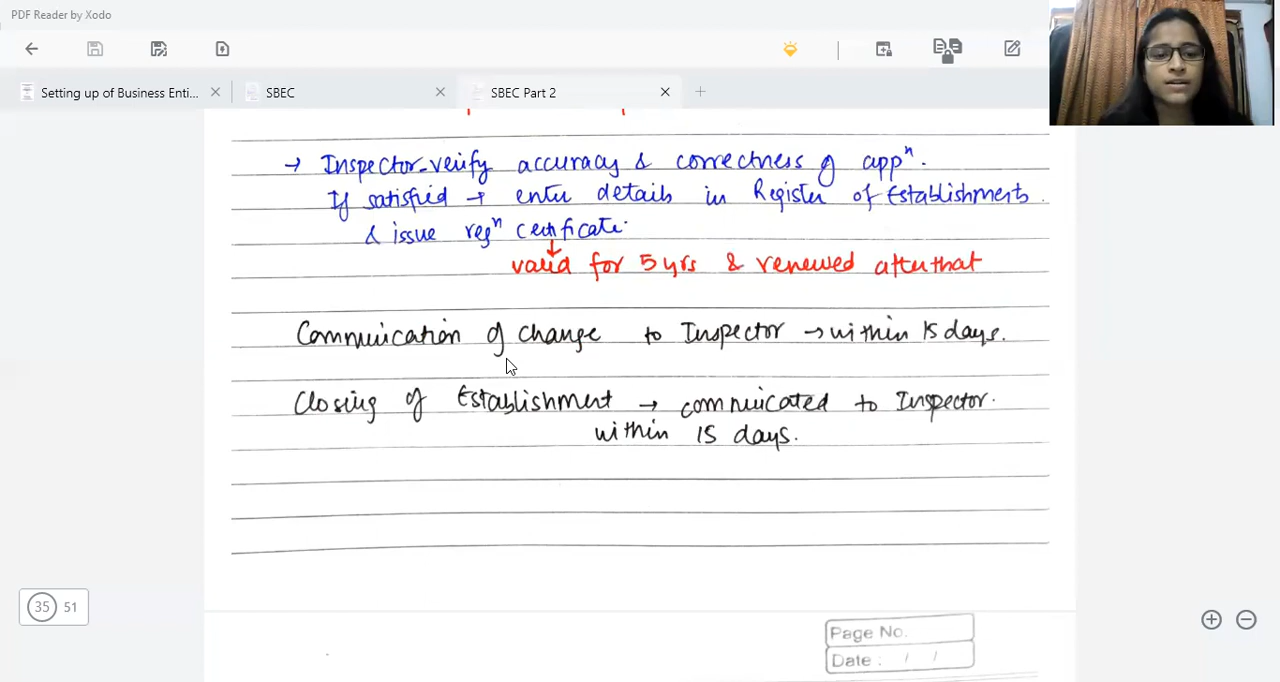 PDF Reader by Xodo
Setting up of Business Enti...
SBEC
SBEC Part 2
→ Inspector-verify accuracy & correctness of appⁿ.
If satisfied → enter details in Register of Establishments.
& issue regⁿ certificate.
valid for 5 yrs & renewed after that
Communication of change to Inspector → within 15 days.
Closing of Establishment → communicated to Inspector.
within 15 days.
35 51
Page No.
Date : / /